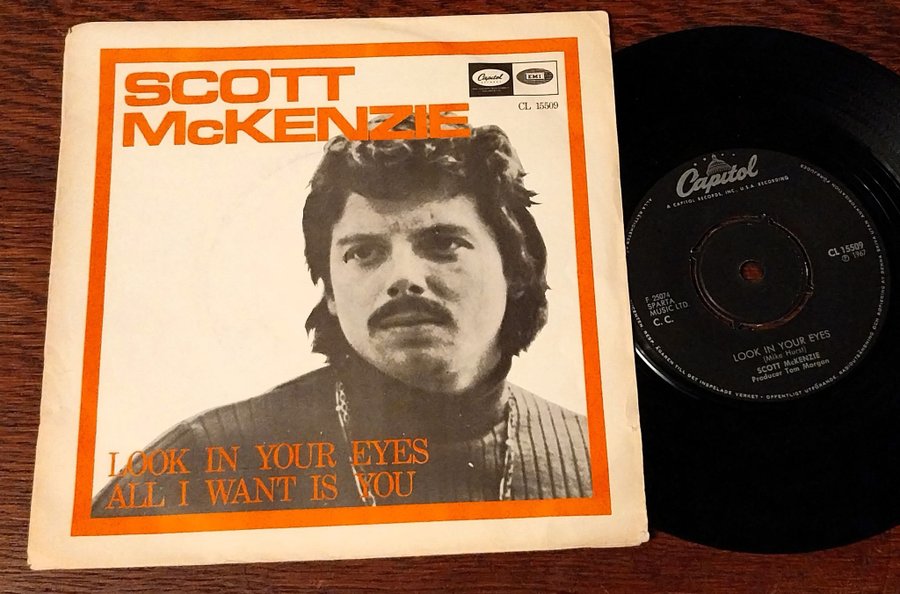 SCOTT
McKENZIE
Capitol
EMI
CL 15509
LOOK IN YOUR EYES
ALL I WANT IS YOU
Capitol
A CAPITOL RECORDS, INC., U.S.A. RECORDING
CL 15509
℗ 1967
F 25076
SPARTA
MUSIC LTD.
C. C.
LOOK IN YOUR EYES
(Mike Hurst)
SCOTT McKENZIE
Producer Tom Morgan